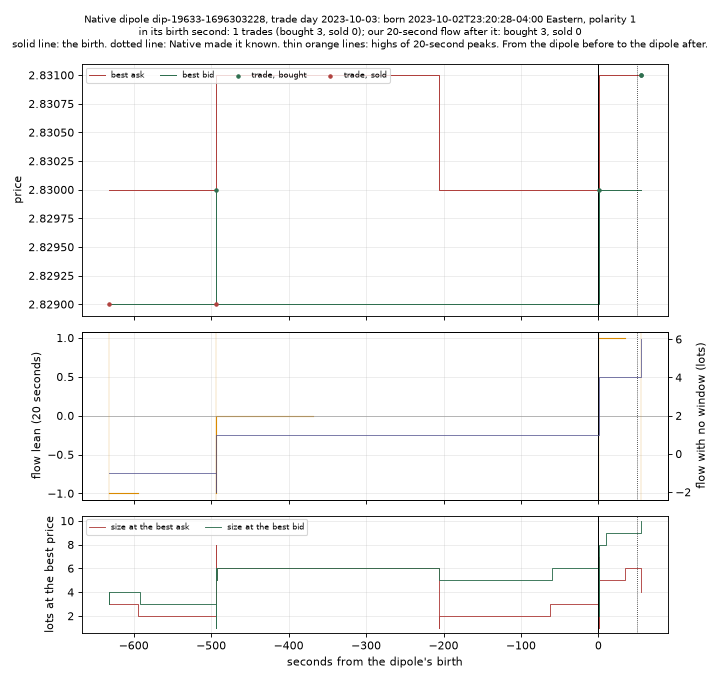 Native dipole dip-19633-1696303228, trade day 2023-10-03: born 2023-10-02T23:20:28-04:00 Eastern, polarity 1
in its birth second: 1 trades (bought 3, sold 0); our 20-second flow after it: bought 3, sold 0
solid line: the birth. dotted line: Native made it known. thin orange lines: highs of 20-second peaks. From the dipole before to the dipole after.
best ask best bid trade, bought trade, sold
2.83100
2.83075
2.83050
2.83025
2.83000
2.82975
2.82950
2.82925
2.82900
price
1.0
0.5
0.0
−0.5
−1.0
flow lean (20 seconds)
6
4
2
0
−2
flow with no window (lots)
size at the best ask size at the best bid
10
8
6
4
2
lots at the best price
−600 −500 −400 −300 −200 −100 0
seconds from the dipole's birth